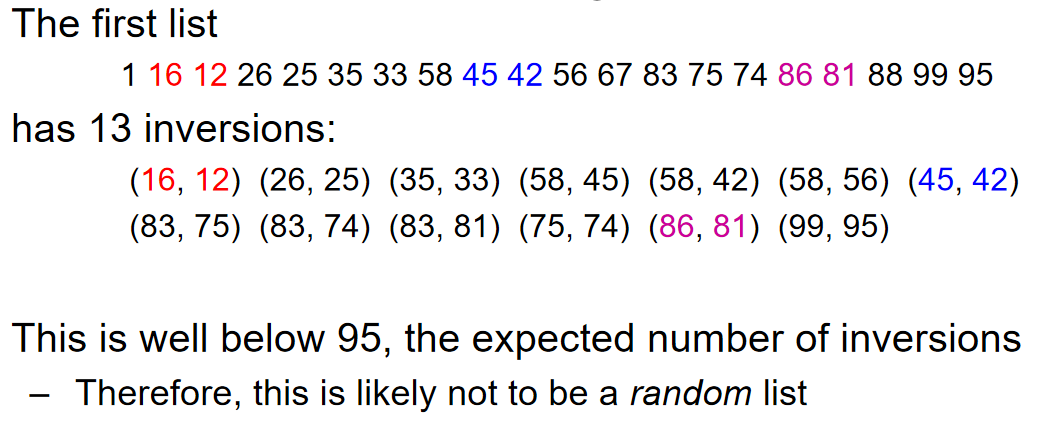 The first list
1 16 12 26 25 35 33 58 45 42 56 67 83 75 74 86 81 88 99 95
has 13 inversions:
(16, 12) (26, 25) (35, 33) (58, 45) (58, 42) (58, 56) (45, 42)
(83, 75) (83, 74) (83, 81) (75, 74) (86, 81) (99, 95)
This is well below 95, the expected number of inversions
– Therefore, this is likely not to be a random list